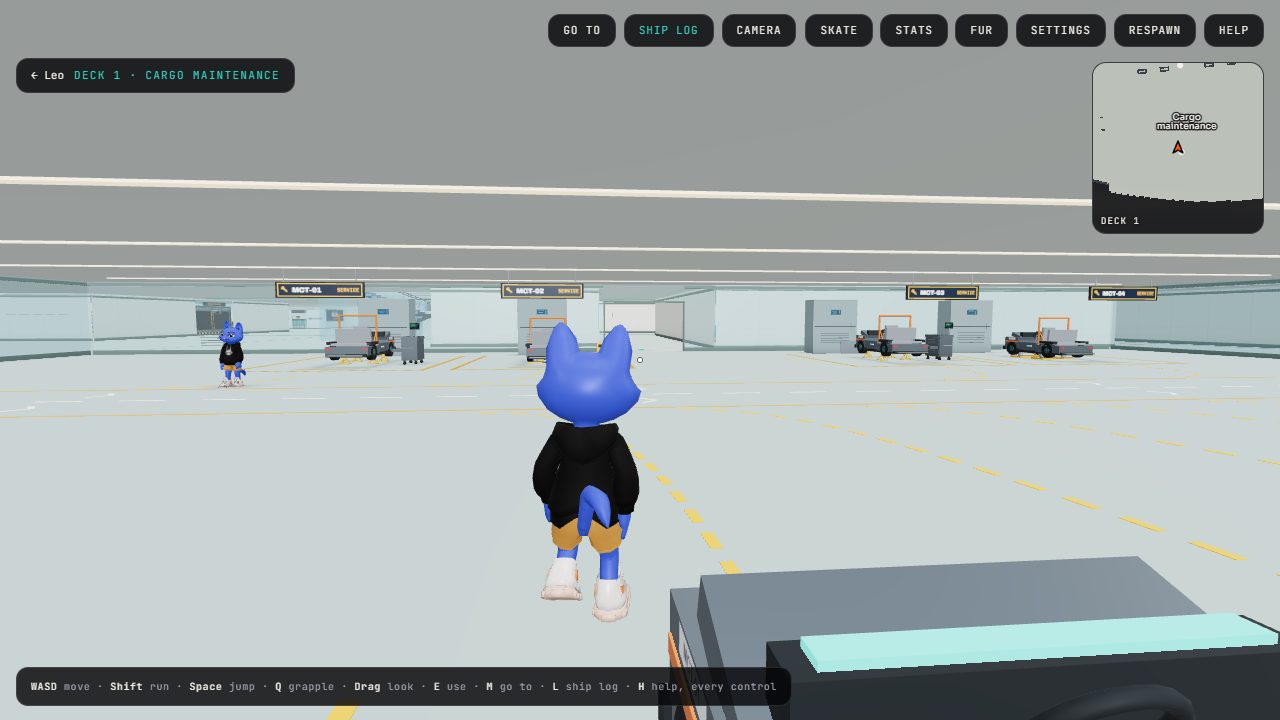 GO TO
SHIP LOG
CAMERA
SKATE
STATS
FUR
SETTINGS
RESPAWN
HELP
← Leo DECK 1 · CARGO MAINTENANCE
Cargo
maintenance
DECK 1
MCT-01 SERVICE
MCT-02 SERVICE
MCT-03 SERVICE
MCT-04 SERVICE
WASD move · Shift run · Space jump · Q grapple · Drag look · E use · M go to · L ship log · H help, every control